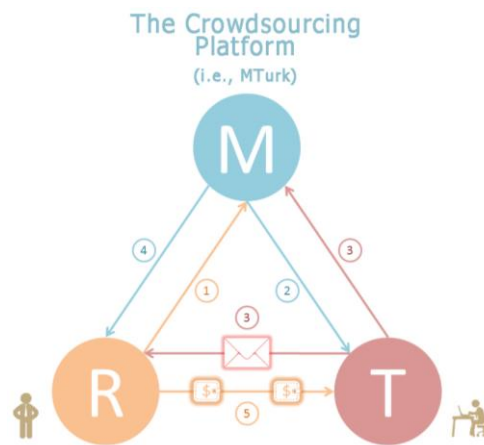 The Crowdsourcing
Platform
(i.e., MTurk)
M
4
3
1
2
3
R
$
$
T
5